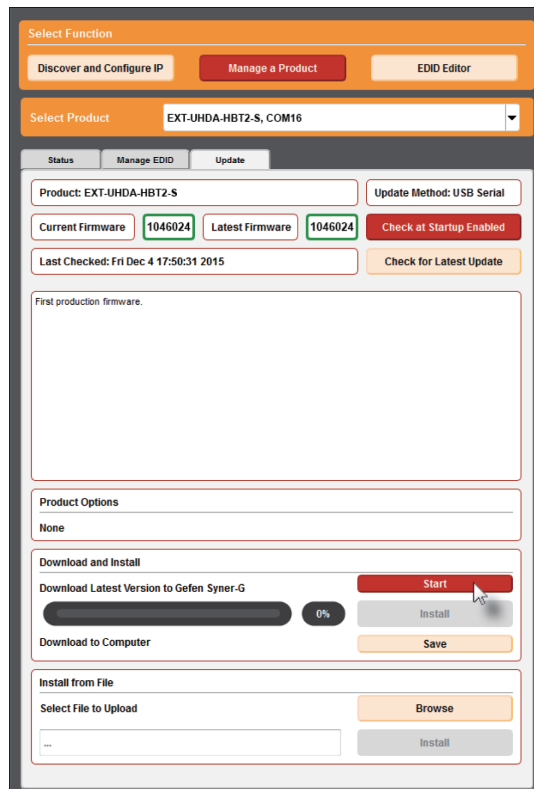 Select Function
Discover and Configure IP
Manage a Product
EDID Editor
Select Product
EXT-UHDA-HBT2-S, COM16
Status
Manage EDID
Update
Product: EXT-UHDA-HBT2-S
Update Method: USB Serial
Current Firmware
1046024
Latest Firmware
1046024
Check at Startup Enabled
Last Checked: Fri Dec 4 17:50:31 2015
Check for Latest Update
First production firmware.
Product Options
None
Download and Install
Download Latest Version to Gefen Syner-G
Start
0%
Install
Download to Computer
Save
Install from File
Select File to Upload
Browse
...
Install